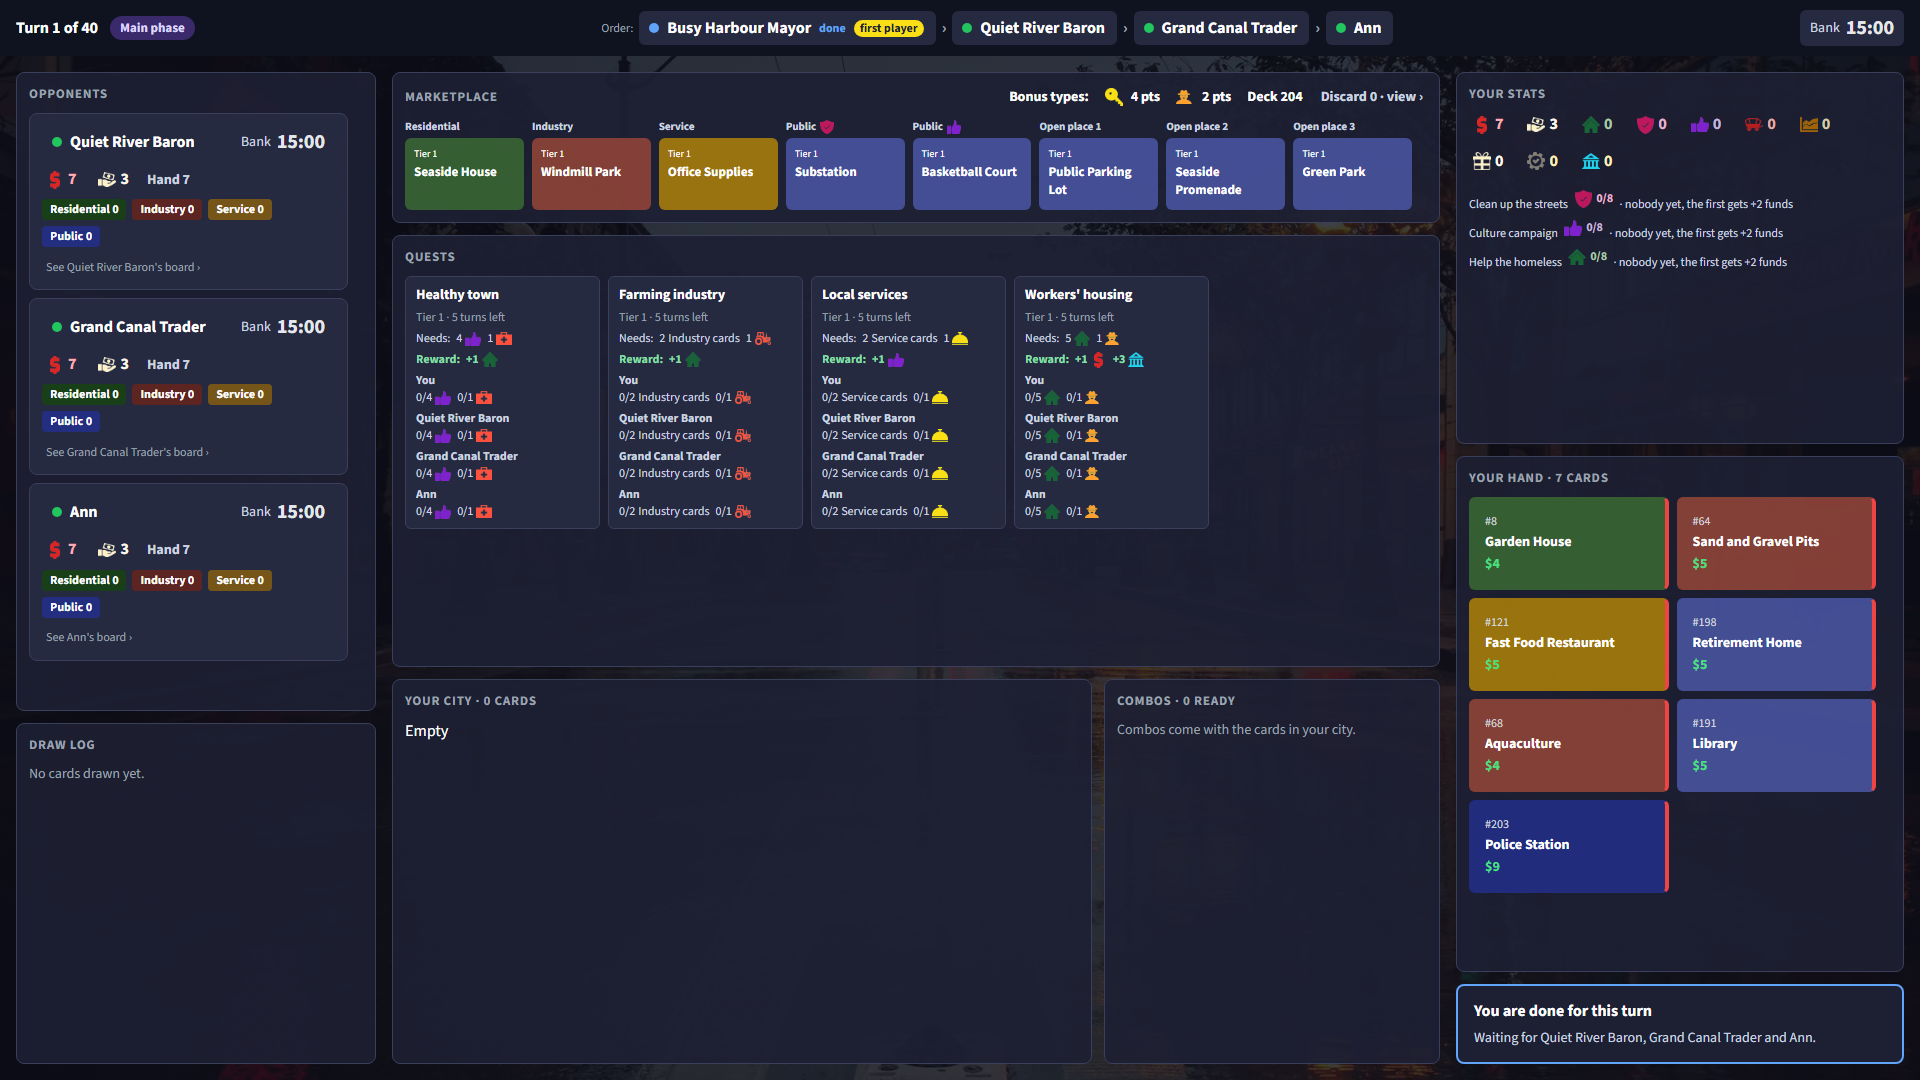 Turn 1 of 40 Main phase
Order: Busy Harbour Mayor done first player › Quiet River Baron › Grand Canal Trader › Ann
Bank 15:00
OPPONENTS
Quiet River Baron Bank 15:00
7 3 Hand 7
Residential 0 Industry 0 Service 0
Public 0
See Quiet River Baron's board ›
Grand Canal Trader Bank 15:00
7 3 Hand 7
Residential 0 Industry 0 Service 0
Public 0
See Grand Canal Trader's board ›
Ann Bank 15:00
7 3 Hand 7
Residential 0 Industry 0 Service 0
Public 0
See Ann's board ›
DRAW LOG
No cards drawn yet.
MARKETPLACE
Bonus types: 4 pts 2 pts Deck 204 Discard 0 · view ›
Residential
Tier 1
Seaside House
Industry
Tier 1
Windmill Park
Service
Tier 1
Office Supplies
Public
Tier 1
Substation
Public
Tier 1
Basketball Court
Open place 1
Tier 1
Public Parking
Lot
Open place 2
Tier 1
Seaside
Promenade
Open place 3
Tier 1
Green Park
QUESTS
Healthy town
Tier 1 · 5 turns left
Needs: 4 1
Reward: +1
You
0/4 0/1
Quiet River Baron
0/4 0/1
Grand Canal Trader
0/4 0/1
Ann
0/4 0/1
Farming industry
Tier 1 · 5 turns left
Needs: 2 Industry cards 1
Reward: +1
You
0/2 Industry cards 0/1
Quiet River Baron
0/2 Industry cards 0/1
Grand Canal Trader
0/2 Industry cards 0/1
Ann
0/2 Industry cards 0/1
Local services
Tier 1 · 5 turns left
Needs: 2 Service cards 1
Reward: +1
You
0/2 Service cards 0/1
Quiet River Baron
0/2 Service cards 0/1
Grand Canal Trader
0/2 Service cards 0/1
Ann
0/2 Service cards 0/1
Workers' housing
Tier 1 · 5 turns left
Needs: 5 1
Reward: +1 +3
You
0/5 0/1
Quiet River Baron
0/5 0/1
Grand Canal Trader
0/5 0/1
Ann
0/5 0/1
YOUR CITY · 0 CARDS
Empty
COMBOS · 0 READY
Combos come with the cards in your city.
YOUR STATS
7 3 0 0 0 0 0
0 0 0
Clean up the streets 0/8 · nobody yet, the first gets +2 funds
Culture campaign 0/8 · nobody yet, the first gets +2 funds
Help the homeless 0/8 · nobody yet, the first gets +2 funds
YOUR HAND · 7 CARDS
#8
Garden House
$4
#64
Sand and Gravel Pits
$5
#121
Fast Food Restaurant
$5
#198
Retirement Home
$5
#68
Aquaculture
$4
#191
Library
$5
#203
Police Station
$9
You are done for this turn
Waiting for Quiet River Baron, Grand Canal Trader and Ann.